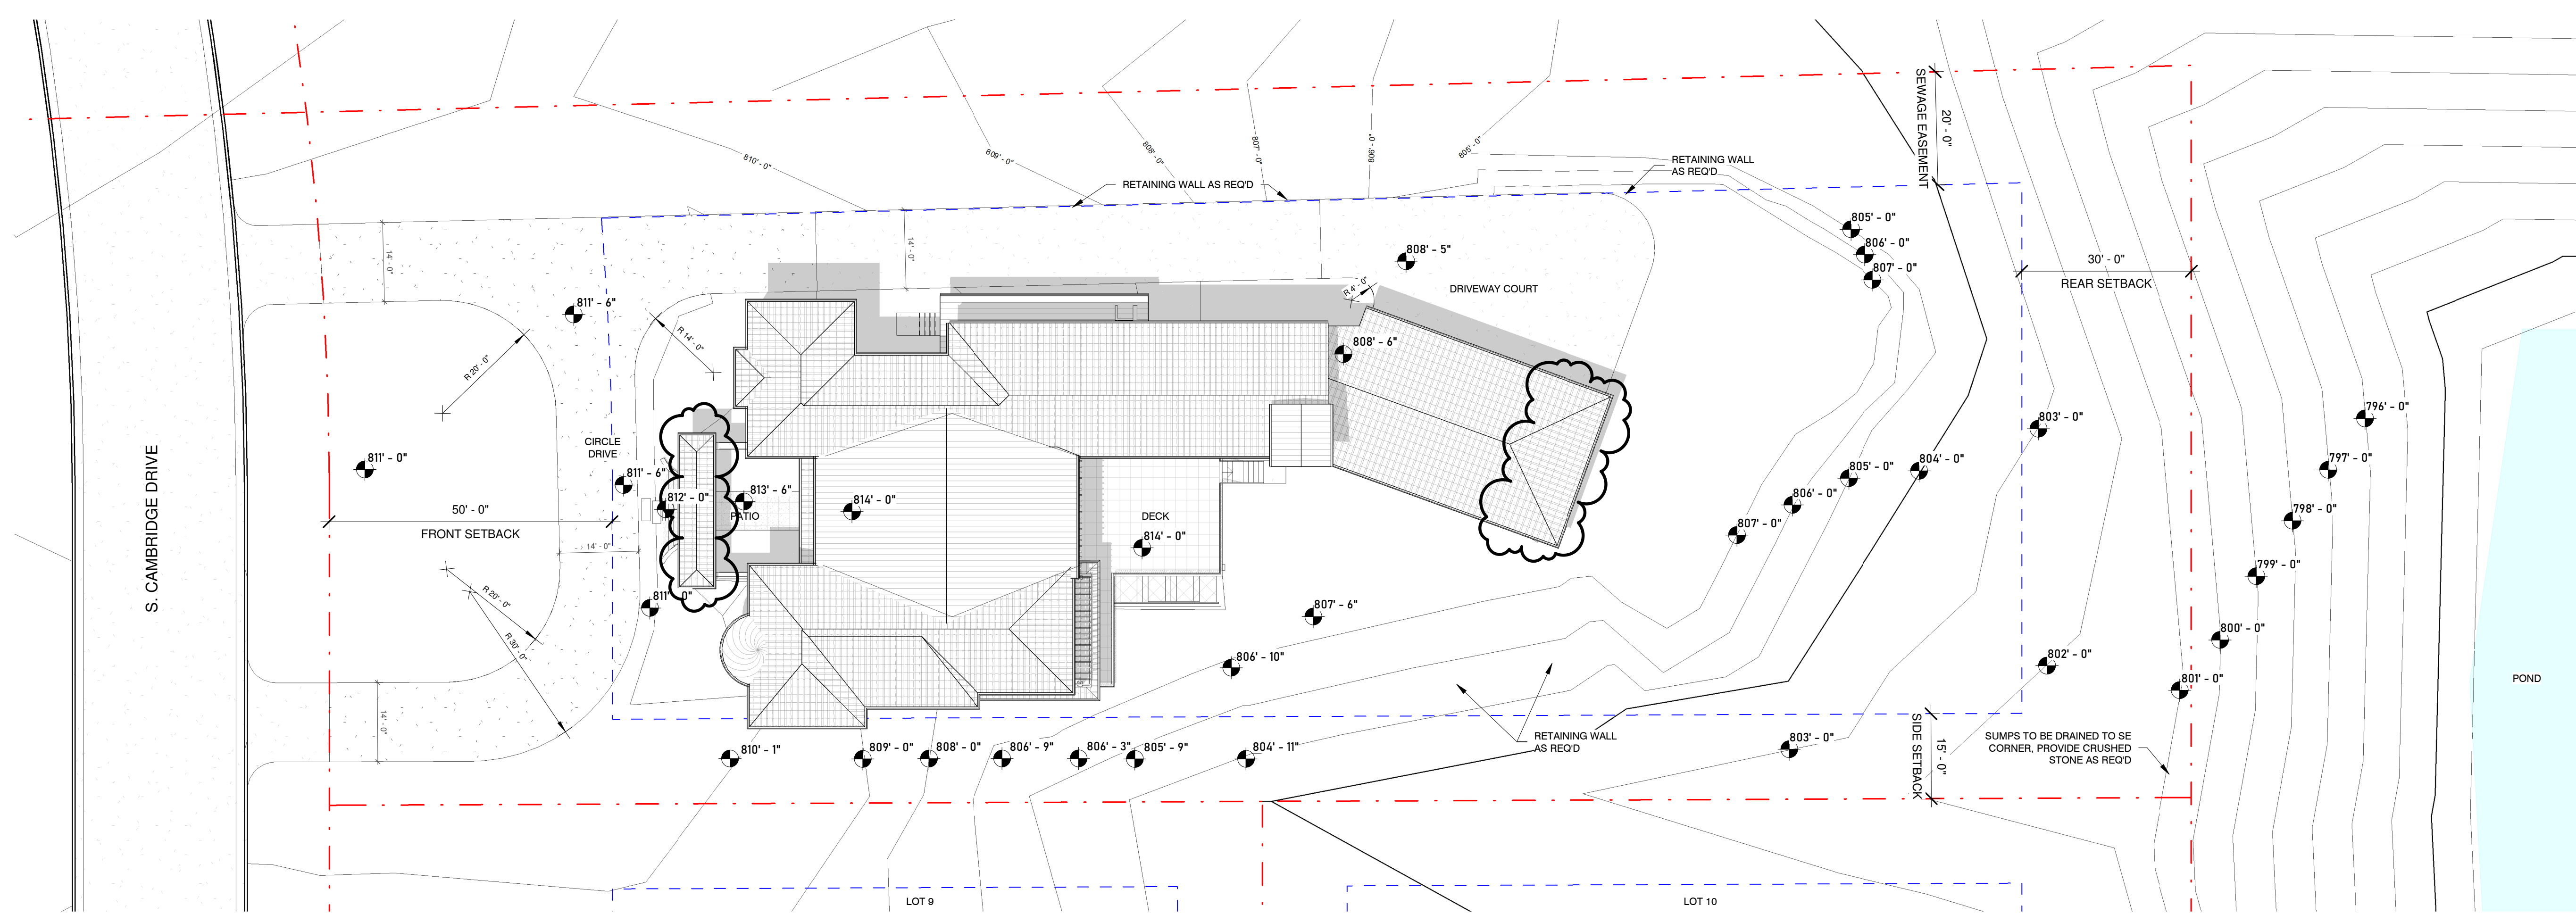 SEWAGE EASEMENT
20' - 0"
810' - 0"
809' - 0"
808' - 0"
807' - 0"
806' - 0"
805' - 0"
RETAINING WALL AS REQ'D
RETAINING WALL
AS REQ'D
805' - 0"
806' - 0"
807' - 0"
14' - 0"
14' - 0"
808' - 5"
30' - 0"
REAR SETBACK
DRIVEWAY COURT
R 4' - 0"
811' - 6"
R 14' - 0"
R 20' - 0"
808' - 6"
796' - 0"
803' - 0"
CIRCLE
DRIVE
S. CAMBRIDGE DRIVE
811' - 0"
811' - 6"
812' - 0"
813' - 6"
PATIO
814' - 0"
DECK
814' - 0"
807' - 0"
806' - 0"
805' - 0"
804' - 0"
797' - 0"
798' - 0"
50' - 0"
FRONT SETBACK
14' - 0"
799' - 0"
R 20' - 0"
R 30' - 0"
811' - 0"
807' - 6"
800' - 0"
806' - 10"
802' - 0"
801' - 0"
POND
14' - 0"
810' - 1"
809' - 0"
808' - 0"
806' - 9"
806' - 3"
805' - 9"
804' - 11"
RETAINING WALL
AS REQ'D
803' - 0"
SIDE SETBACK
15' - 0"
SUMPS TO BE DRAINED TO SE
CORNER, PROVIDE CRUSHED
STONE AS REQ'D
LOT 9
LOT 10